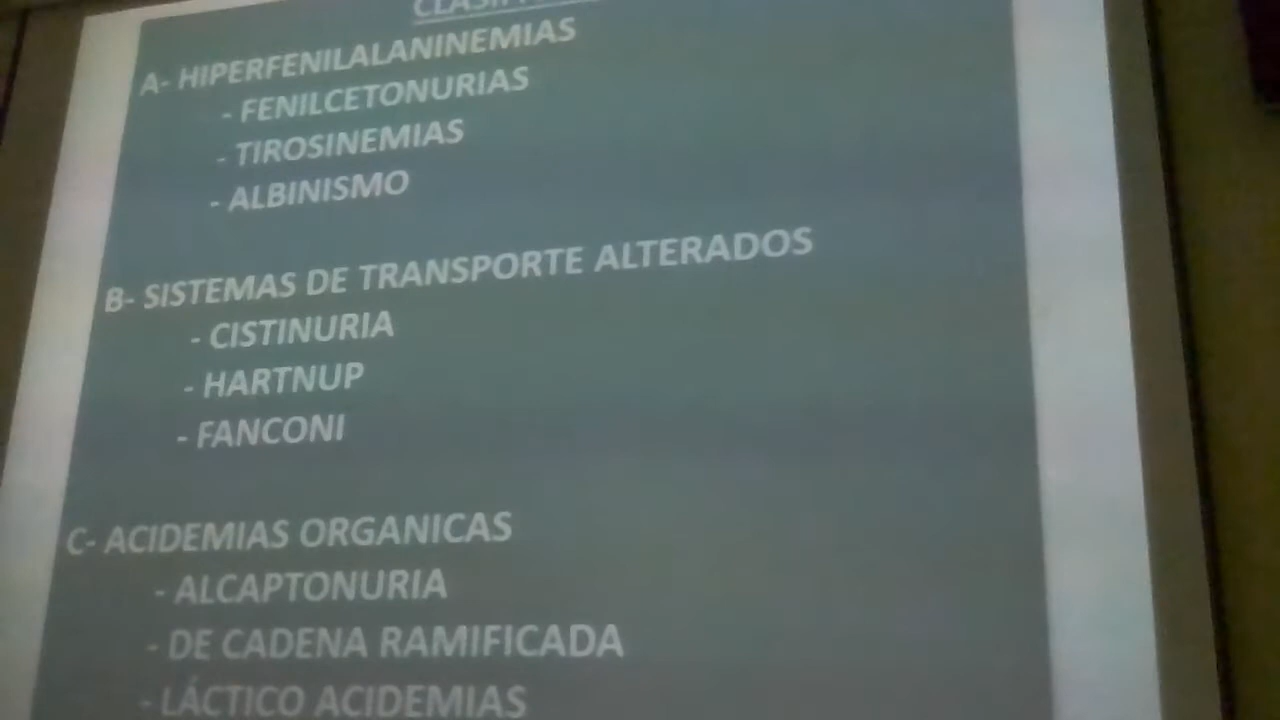 A- HIPERFENILALANINEMIAS
- FENILCETONURIAS
- TIROSINEMIAS
- ALBINISMO
B- SISTEMAS DE TRANSPORTE ALTERADOS
- CISTINURIA
- HARTNUP
- FANCONI
C- ACIDEMIAS ORGANICAS
- ALCAPTONURIA
- DE CADENA RAMIFICADA
- LÁCTICO ACIDEMIAS